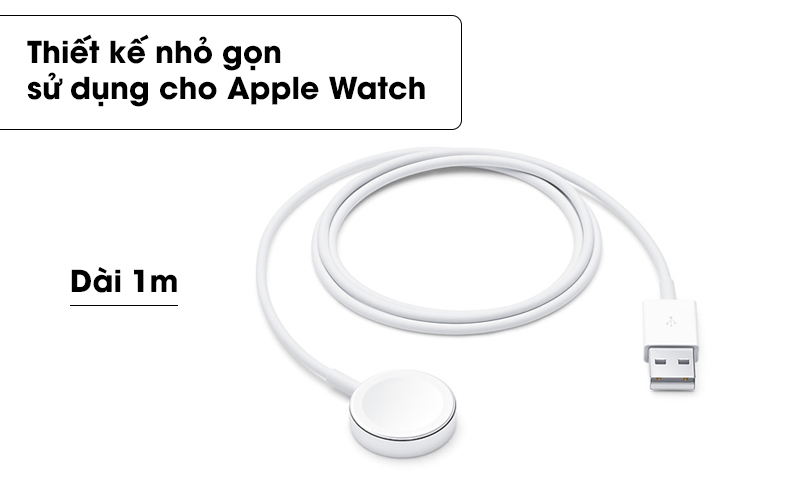 Thiết kế nhỏ gọn
sử dụng cho Apple Watch
Dài 1m